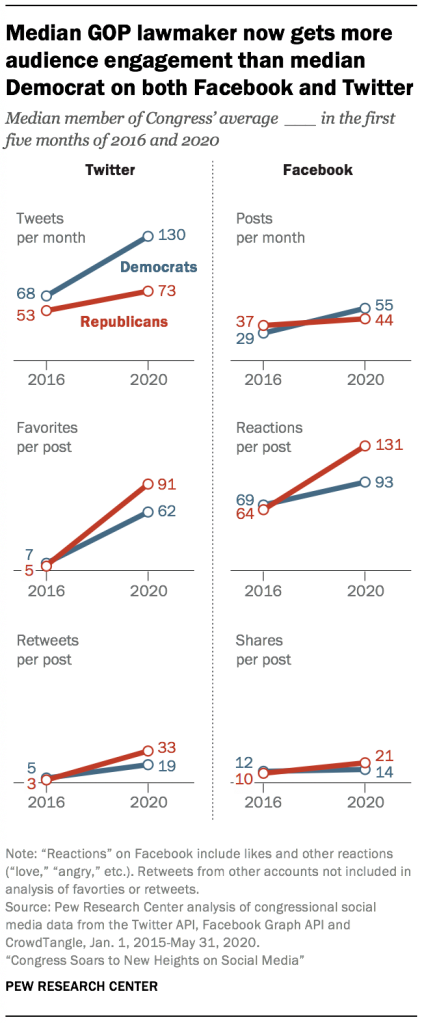 Median GOP lawmaker now gets more
audience engagement than median
Democrat on both Facebook and Twitter
Median member of Congress’ average ___ in the first
five months of 2016 and 2020
Twitter
Tweets
per month
130
68
Democrats
53
73
Republicans
2016 2020
Favorites
per post
91
62
7
5
2016 2020
Retweets
per post
33
5
19
3
2016 2020
Facebook
Posts
per month
55
37
44
29
2016 2020
Reactions
per post
131
93
69
64
2016 2020
Shares
per post
21
12
14
10
2016 2020
Note: “Reactions” on Facebook include likes and other reactions
(“love,” “angry,” etc.). Retweets from other accounts not included in
analysis of favorties or retweets.
Source: Pew Research Center analysis of congressional social
media data from the Twitter API, Facebook Graph API and
CrowdTangle, Jan. 1, 2015-May 31, 2020.
“Congress Soars to New Heights on Social Media”
PEW RESEARCH CENTER